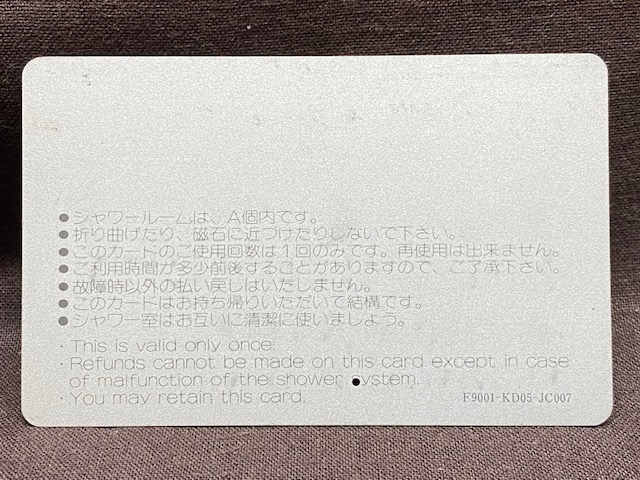 ●シャワールームは、A個内です。
●折り曲げたり、磁石に近づけたりしないで下さい。
●このカードのご使用回数は1回のみです。再使用は出来ません。
●ご利用時間が多少前後することがありますので、ご了承下さい。
●故障時以外の払い戻しはいたしません。
●このカードはお持ち帰りいただいて結構です。
●シャワー室はお互いに清潔に使いましょう。
· This is valid only once.
· Refunds cannot be made on this card except in case
of malfunction of the shower system.
· You may retain this card.
F9001-KD05-JC007